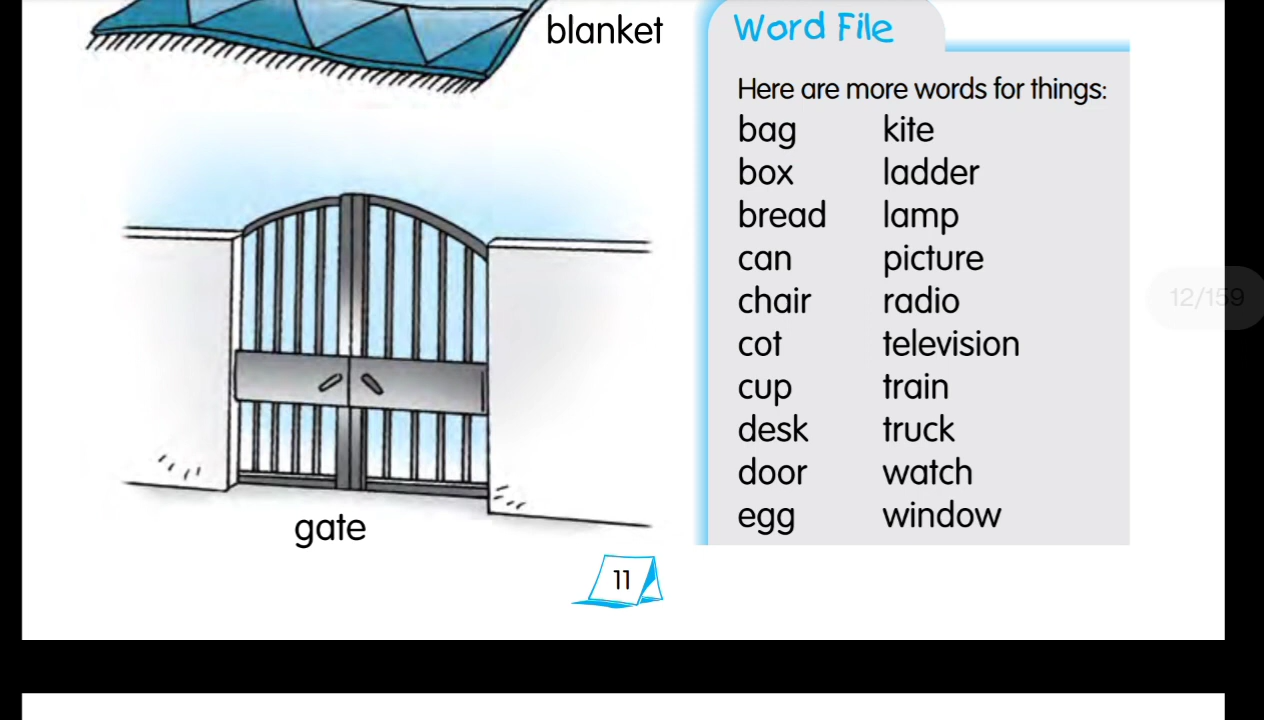 blanket
gate
11
Word File
Here are more words for things:
bag kite
box ladder
bread lamp
can picture
chair radio
cot television
cup train
desk truck
door watch
egg window
12/159